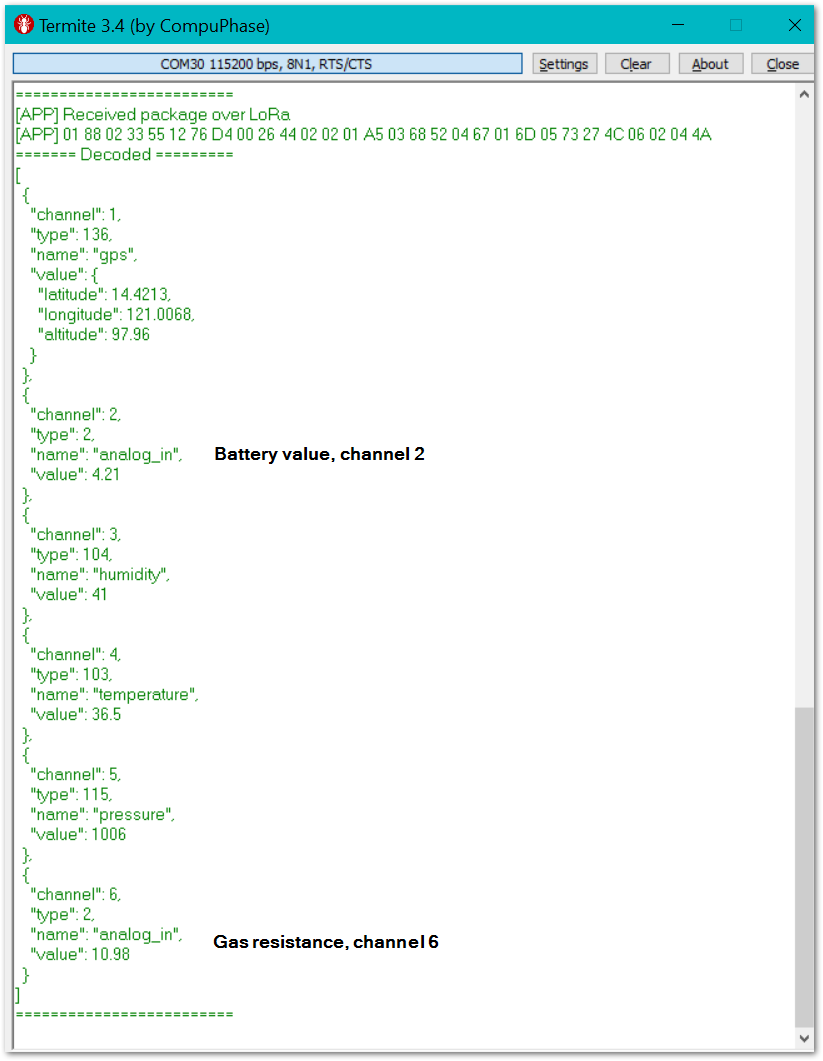 Termite 3.4 (by CompuPhase)
COM30 115200 bps, 8N1, RTS/CTS Settings Clear About Close
=========================
[APP] Received package over LoRa
[APP] 01 88 02 33 55 12 76 D4 00 26 44 02 02 01 A5 03 68 52 04 67 01 6D 05 73 27 4C 06 02 04 4A
======= Decoded =========
[
{
"channel": 1,
"type": 136,
"name": "gps",
"value": {
"latitude": 14.4213,
"longitude": 121.0068,
"altitude": 97.96
}
},
{
"channel": 2,
"type": 2,
"name": "analog_in", Battery value, channel 2
"value": 4.21
},
{
"channel": 3,
"type": 104,
"name": "humidity",
"value": 41
},
{
"channel": 4,
"type": 103,
"name": "temperature",
"value": 36.5
},
{
"channel": 5,
"type": 115,
"name": "pressure",
"value": 1006
},
{
"channel": 6,
"type": 2,
"name": "analog_in", Gas resistance, channel 6
"value": 10.98
}
]
=========================